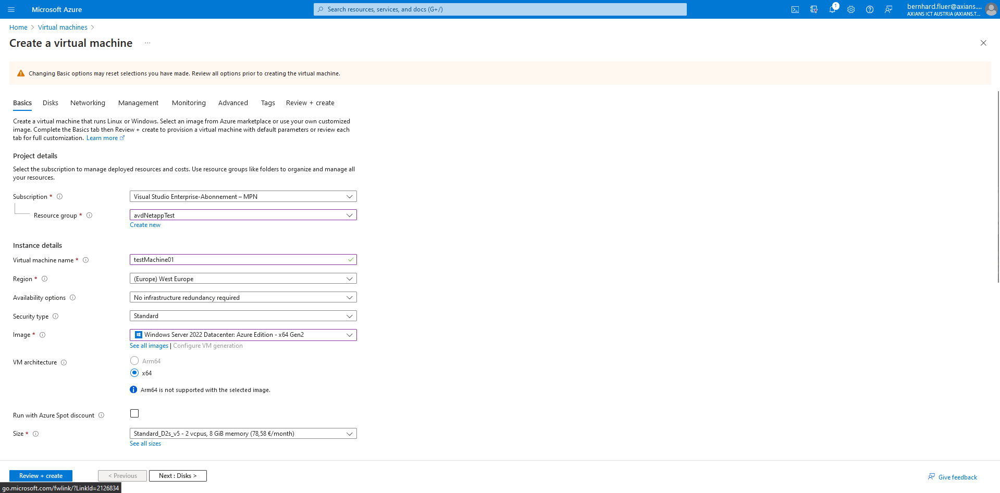 Microsoft Azure
Search resources, services, and docs (G+/)
1
bernhard.fluer@axians....
AXIANS ICT AUSTRIA (AXIANS.T...
Home > Virtual machines >
Create a virtual machine ...
Changing Basic options may reset selections you have made. Review all options prior to creating the virtual machine.
Basics Disks Networking Management Monitoring Advanced Tags Review + create
Create a virtual machine that runs Linux or Windows. Select an image from Azure marketplace or use your own customized
image. Complete the Basics tab then Review + create to provision a virtual machine with default parameters or review each
tab for full customization. Learn more
Project details
Select the subscription to manage deployed resources and costs. Use resource groups like folders to organize and manage all
your resources.
Subscription * Visual Studio Enterprise-Abonnement – MPN
Resource group * avdNetappTest
Create new
Instance details
Virtual machine name * testMachine01
Region * (Europe) West Europe
Availability options No infrastructure redundancy required
Security type Standard
Image * Windows Server 2022 Datacenter: Azure Edition - x64 Gen2
See all images | Configure VM generation
VM architecture Arm64
x64
Arm64 is not supported with the selected image.
Run with Azure Spot discount
Size * Standard_D2s_v5 - 2 vcpus, 8 GiB memory (78,58 €/month)
See all sizes
Review + create < Previous Next : Disks > Give feedback
go.microsoft.com/fwlink/?LinkId=2126834